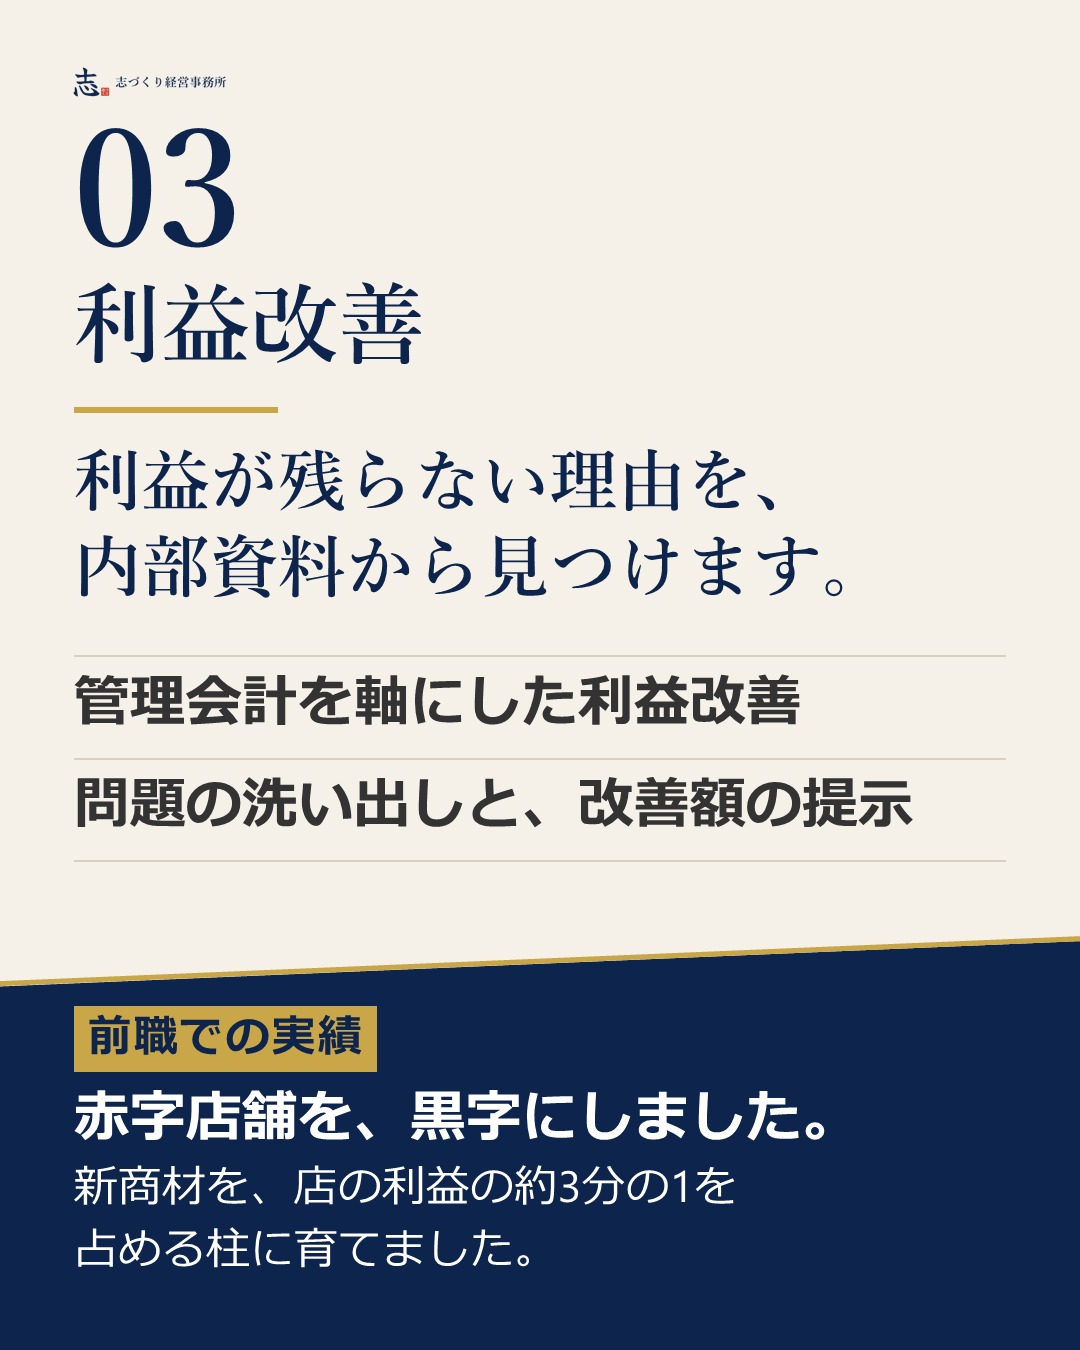 志 志づくり経営事務所
03
利益改善
利益が残らない理由を、
内部資料から見つけます。
管理会計を軸にした利益改善
問題の洗い出しと、改善額の提示
前職での実績
赤字店舗を、黒字にしました。
新商材を、店の利益の約3分の1を
占める柱に育てました。